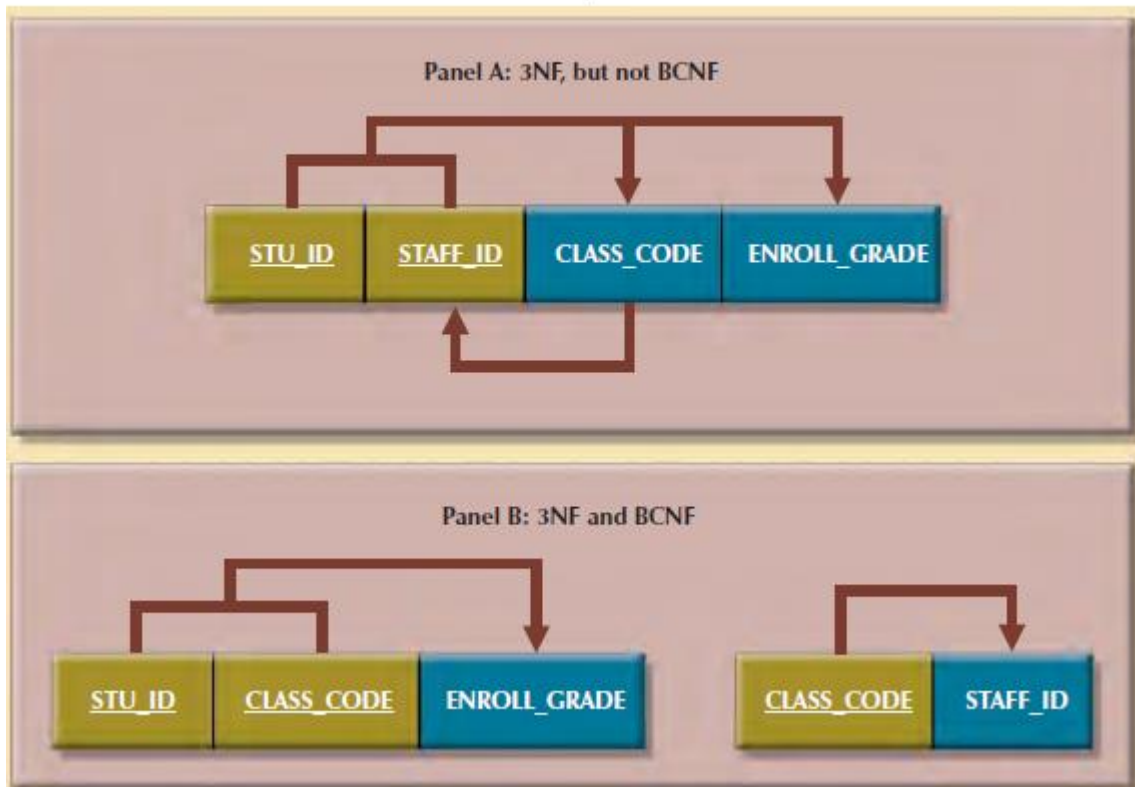 Panel A: 3NF, but not BCNF
STU_ID STAFF_ID CLASS_CODE ENROLL_GRADE
Panel B: 3NF and BCNF
STU_ID CLASS_CODE ENROLL_GRADE CLASS_CODE STAFF_ID